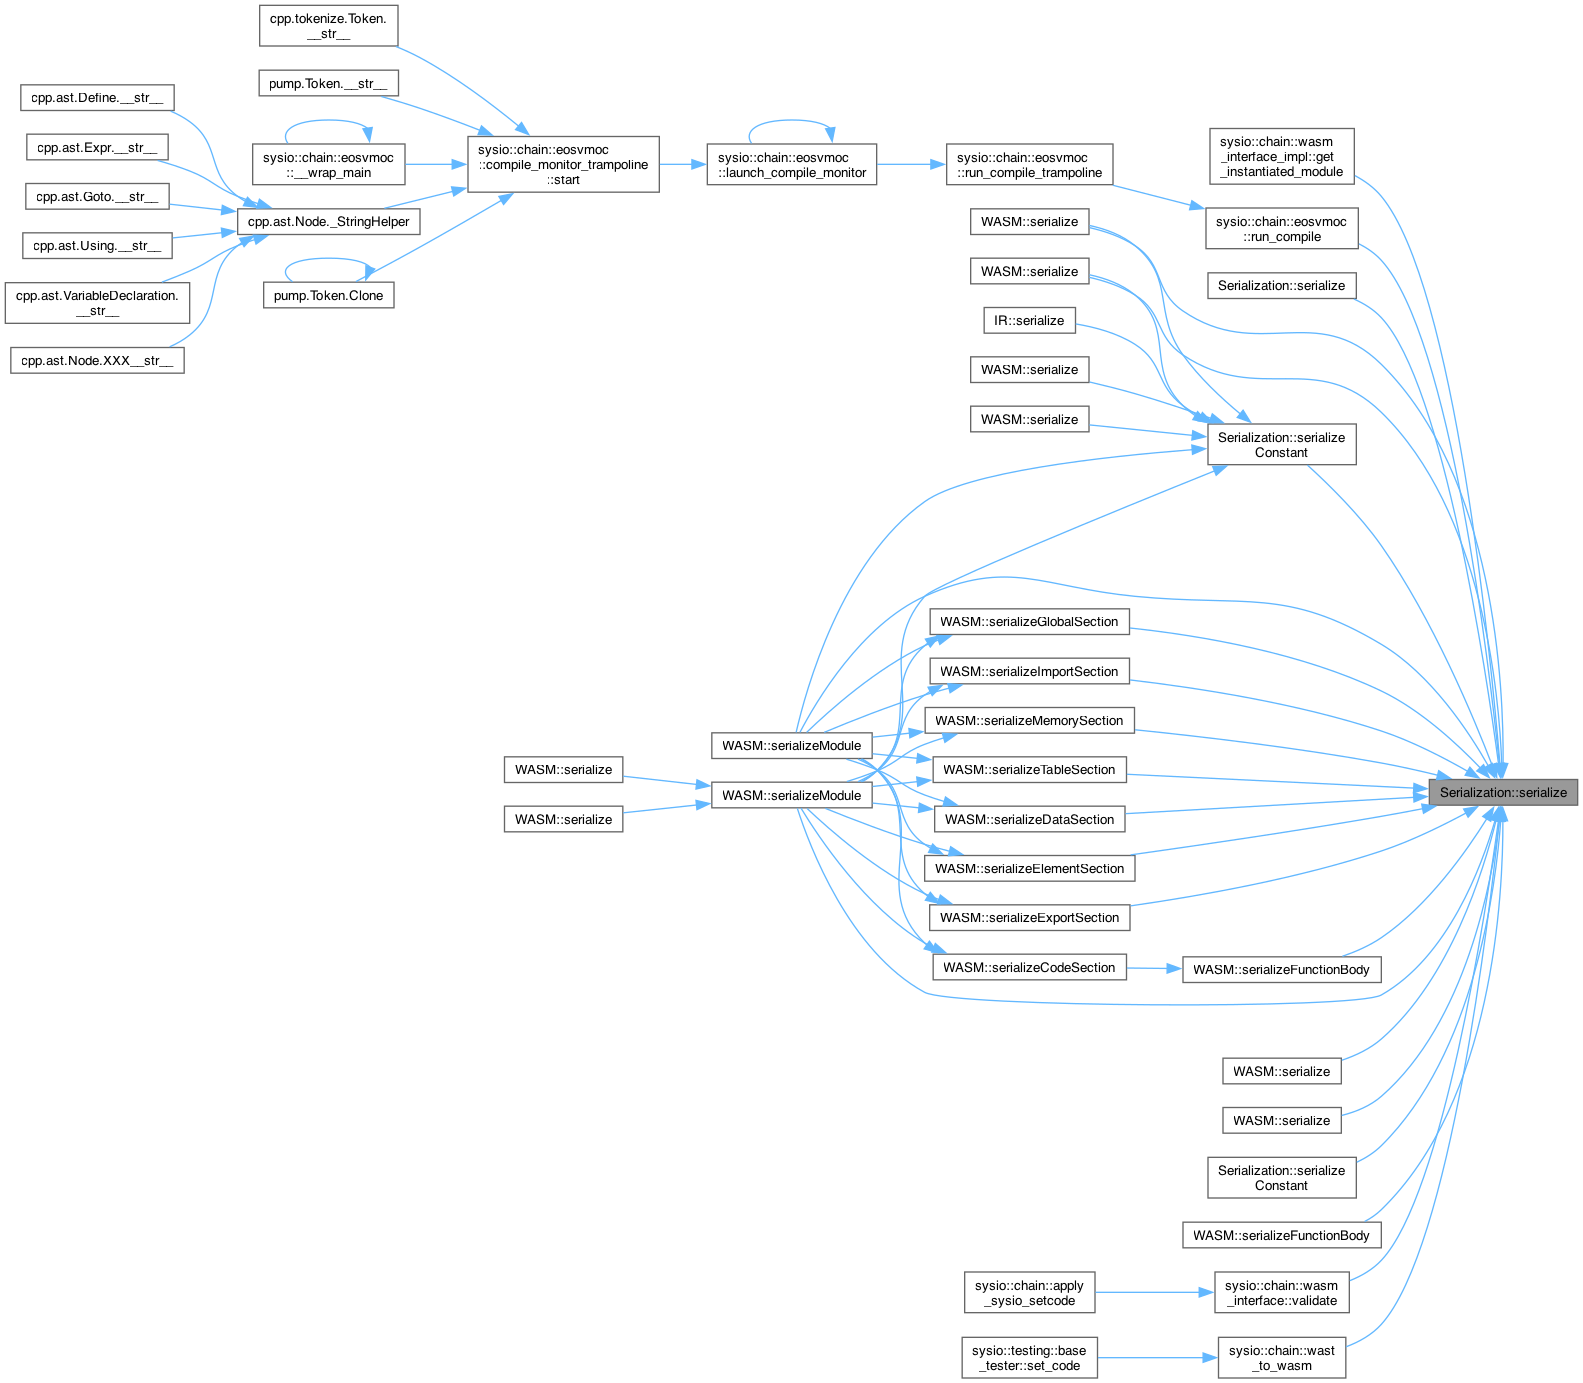 cpp.tokenize.Token.
__str__
pump.Token.__str__
cpp.ast.Define.__str__
cpp.ast.Expr.__str__
cpp.ast.Goto.__str__
cpp.ast.Using.__str__
cpp.ast.VariableDeclaration.
__str__
cpp.ast.Node.XXX__str__
sysio::chain::eosvmoc
::__wrap_main
cpp.ast.Node._StringHelper
pump.Token.Clone
sysio::chain::eosvmoc
::compile_monitor_trampoline
::start
sysio::chain::eosvmoc
::launch_compile_monitor
sysio::chain::eosvmoc
::run_compile_trampoline
sysio::chain::wasm
_interface_impl::get
_instantiated_module
sysio::chain::eosvmoc
::run_compile
Serialization::serialize
WASM::serialize
WASM::serialize
IR::serialize
WASM::serialize
WASM::serialize
Serialization::serialize
Constant
WASM::serializeGlobalSection
WASM::serializeImportSection
WASM::serializeMemorySection
WASM::serializeTableSection
WASM::serializeDataSection
WASM::serializeElementSection
WASM::serializeExportSection
WASM::serializeCodeSection
WASM::serializeModule
WASM::serializeModule
WASM::serialize
WASM::serialize
Serialization::serialize
WASM::serializeFunctionBody
WASM::serialize
WASM::serialize
Serialization::serialize
Constant
WASM::serializeFunctionBody
sysio::chain::apply
_sysio_setcode
sysio::chain::wasm
_interface::validate
sysio::testing::base
_tester::set_code
sysio::chain::wast
_to_wasm